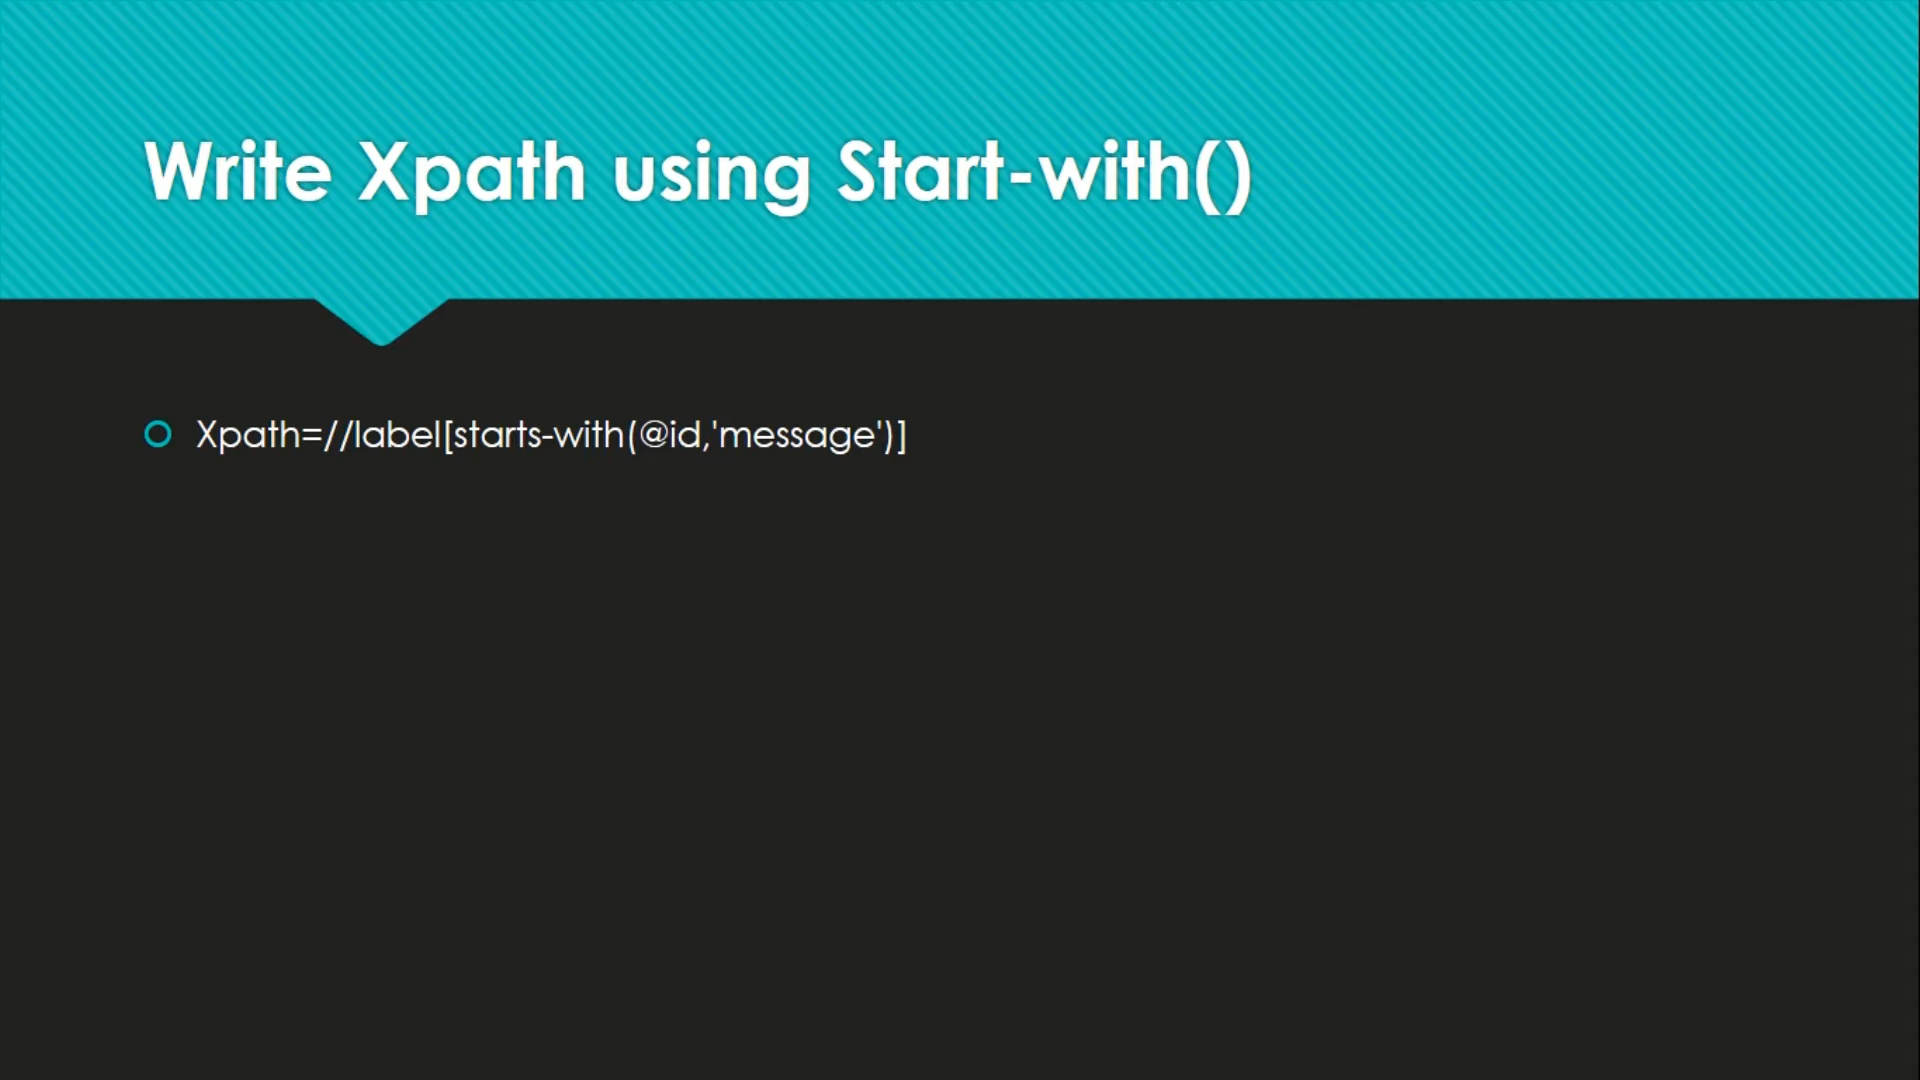 Write Xpath using Start-with()
Xpath=//label[starts-with(@id,'message')]